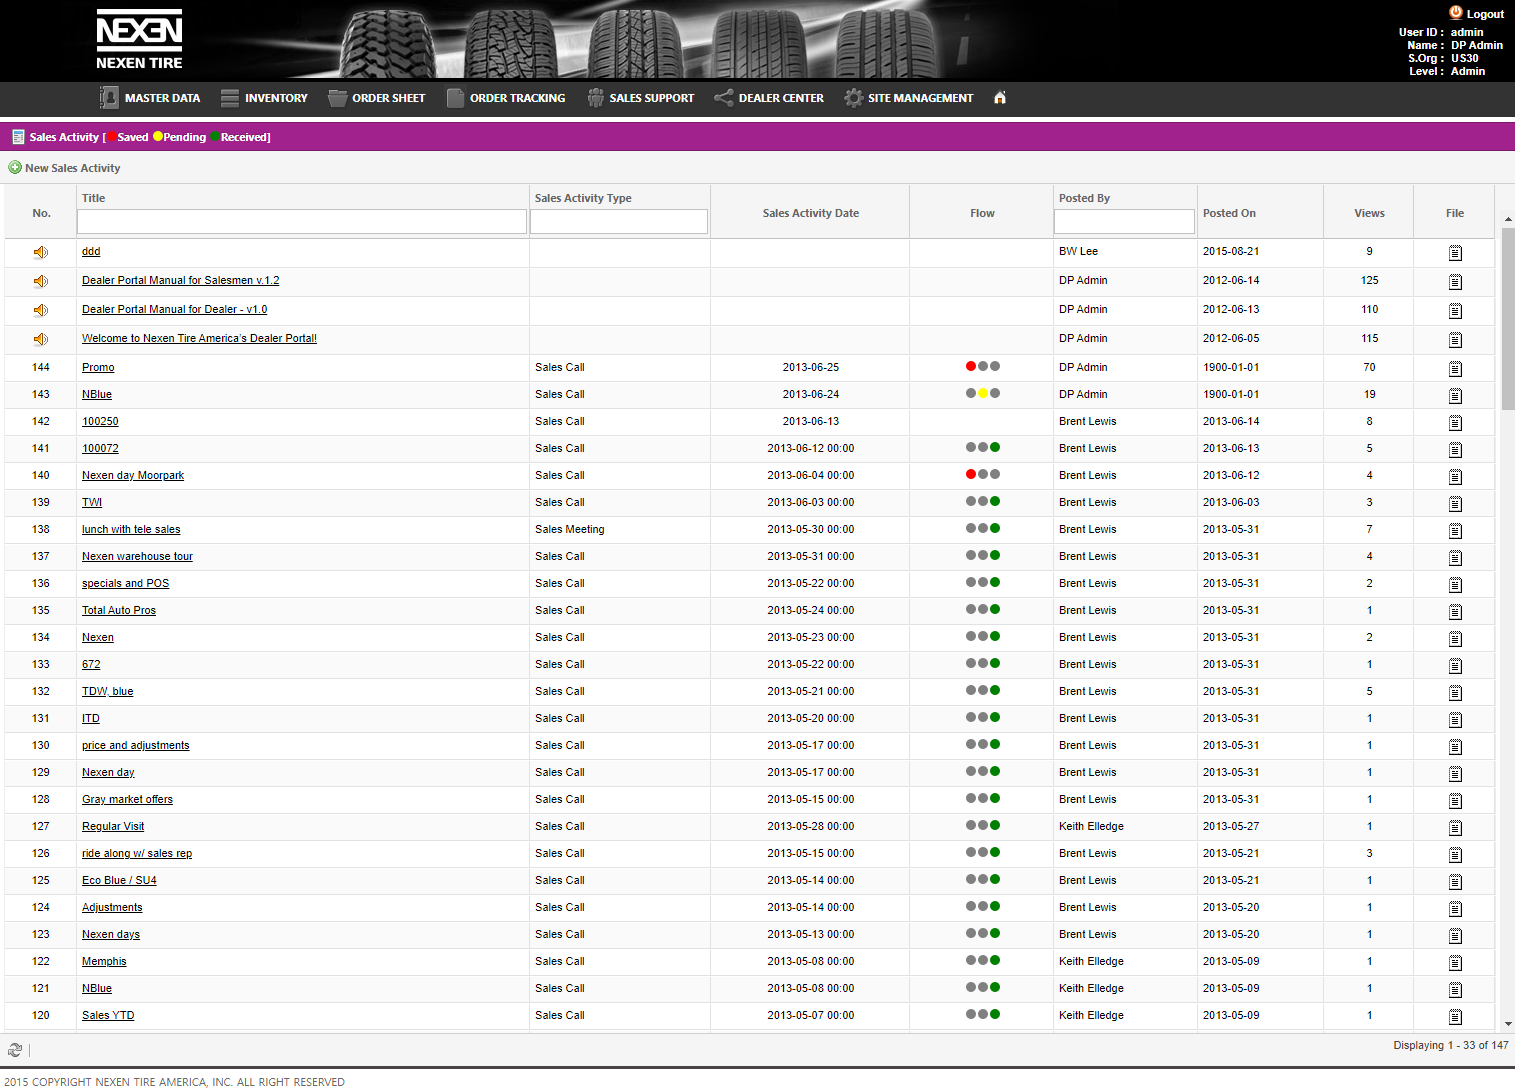 NEXEN
NEXEN TIRE
Logout
User ID : admin
Name : DP Admin
S.Org : US30
Level : Admin
MASTER DATA INVENTORY ORDER SHEET ORDER TRACKING SALES SUPPORT DEALER CENTER SITE MANAGEMENT
Sales Activity [ Saved Pending Received]
New Sales Activity
No. Title Sales Activity Type Sales Activity Date Flow Posted By Posted On Views File
ddd BW Lee 2015-08-21 9
Dealer Portal Manual for Salesmen v.1.2 DP Admin 2012-06-14 125
Dealer Portal Manual for Dealer - v1.0 DP Admin 2012-06-13 110
Welcome to Nexen Tire America's Dealer Portal! DP Admin 2012-06-05 115
144 Promo Sales Call 2013-06-25 DP Admin 1900-01-01 70
143 NBlue Sales Call 2013-06-24 DP Admin 1900-01-01 19
142 100250 Sales Call 2013-06-13 Brent Lewis 2013-06-14 8
141 100072 Sales Call 2013-06-12 00:00 Brent Lewis 2013-06-13 5
140 Nexen day Moorpark Sales Call 2013-06-04 00:00 Brent Lewis 2013-06-12 4
139 TWI Sales Call 2013-06-03 00:00 Brent Lewis 2013-06-03 3
138 lunch with tele sales Sales Meeting 2013-05-30 00:00 Brent Lewis 2013-05-31 7
137 Nexen warehouse tour Sales Call 2013-05-31 00:00 Brent Lewis 2013-05-31 4
136 specials and POS Sales Call 2013-05-22 00:00 Brent Lewis 2013-05-31 2
135 Total Auto Pros Sales Call 2013-05-24 00:00 Brent Lewis 2013-05-31 1
134 Nexen Sales Call 2013-05-23 00:00 Brent Lewis 2013-05-31 2
133 672 Sales Call 2013-05-22 00:00 Brent Lewis 2013-05-31 1
132 TDW, blue Sales Call 2013-05-21 00:00 Brent Lewis 2013-05-31 5
131 ITD Sales Call 2013-05-20 00:00 Brent Lewis 2013-05-31 1
130 price and adjustments Sales Call 2013-05-17 00:00 Brent Lewis 2013-05-31 1
129 Nexen day Sales Call 2013-05-17 00:00 Brent Lewis 2013-05-31 1
128 Gray market offers Sales Call 2013-05-15 00:00 Brent Lewis 2013-05-31 1
127 Regular Visit Sales Call 2013-05-28 00:00 Keith Elledge 2013-05-27 1
126 ride along w/ sales rep Sales Call 2013-05-15 00:00 Brent Lewis 2013-05-21 3
125 Eco Blue / SU4 Sales Call 2013-05-14 00:00 Brent Lewis 2013-05-21 1
124 Adjustments Sales Call 2013-05-14 00:00 Brent Lewis 2013-05-20 1
123 Nexen days Sales Call 2013-05-13 00:00 Brent Lewis 2013-05-20 1
122 Memphis Sales Call 2013-05-08 00:00 Keith Elledge 2013-05-09 1
121 NBlue Sales Call 2013-05-08 00:00 Keith Elledge 2013-05-09 1
120 Sales YTD Sales Call 2013-05-07 00:00 Keith Elledge 2013-05-09 1
Displaying 1 - 33 of 147
2015 COPYRIGHT NEXEN TIRE AMERICA, INC. ALL RIGHT RESERVED